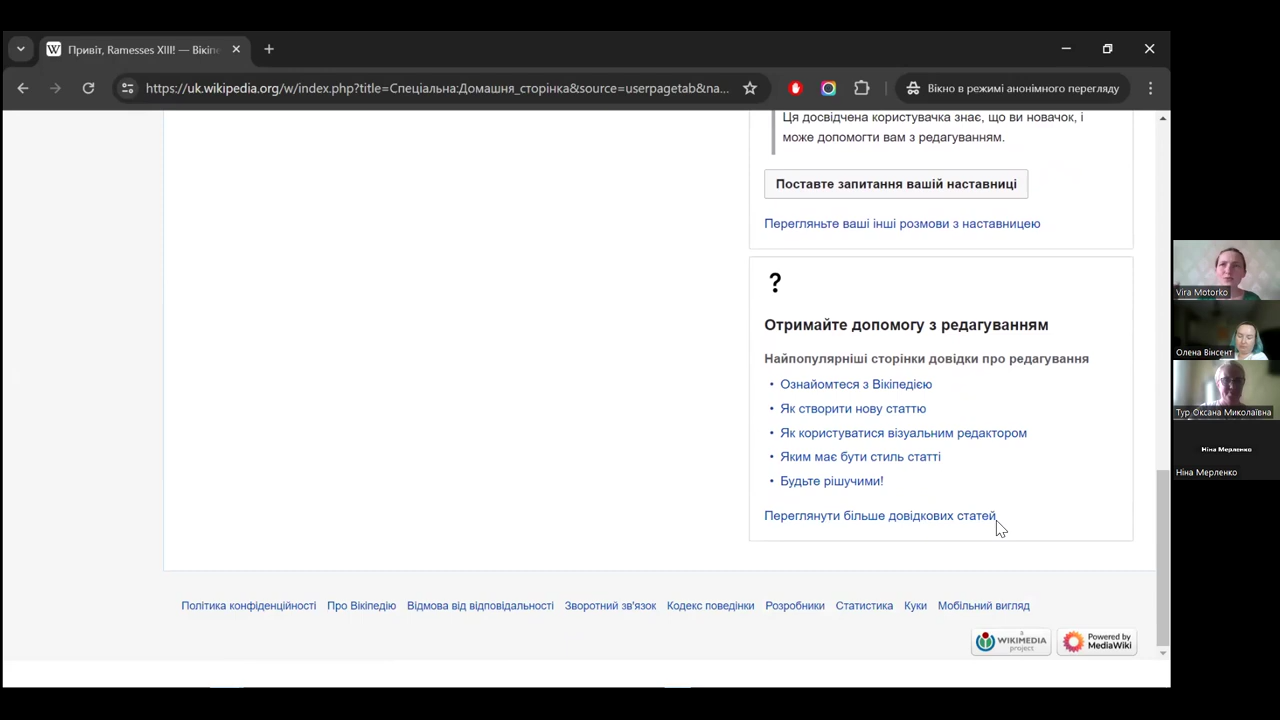 Привіт, Ramesses XIII! — Вікіпе
https://uk.wikipedia.org/w/index.php?title=Спеціальна:Домашня_сторінка&source=userpagetab&na...
Вікно в режимі анонімного перегляду
Ця досвідчена користувачка знає, що ви новачок, і
може допомогти вам з редагуванням.
Поставте запитання вашій наставниці
Перегляньте ваші інші розмови з наставницею
?
Отримайте допомогу з редагуванням
Найпопулярніші сторінки довідки про редагування
• Ознайомтеся з Вікіпедією
• Як створити нову статтю
• Як користуватися візуальним редактором
• Яким має бути стиль статті
• Будьте рішучими!
Переглянути більше довідкових статей
Політика конфіденційності Про Вікіпедію Відмова від відповідальності Зворотний зв'язок Кодекс поведінки Розробники Статистика Куки Мобільний вигляд
a
WIKIMEDIA
project
Powered by
MediaWiki
Vira Motorko
Олена Вінсент
Тур Оксана Миколаївна
Ніна Мерленко
Ніна Мерленко